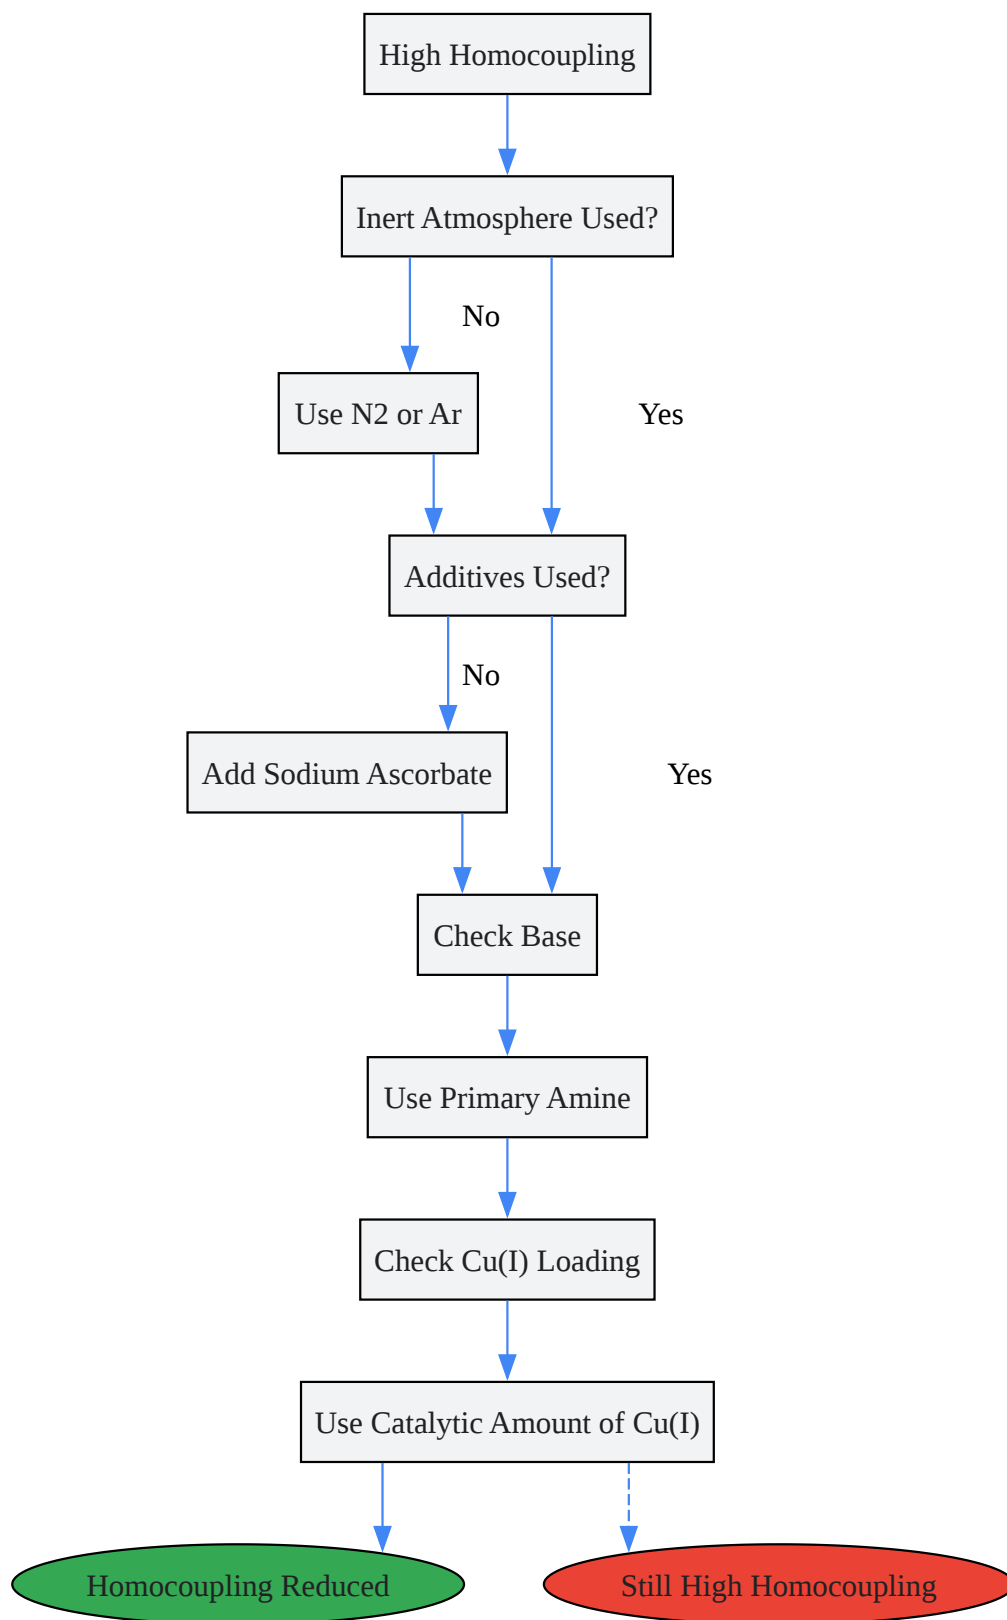 High Homocoupling
Inert Atmosphere Used?
No
Use N2 or Ar
Yes
Additives Used?
No
Add Sodium Ascorbate
Yes
Check Base
Use Primary Amine
Check Cu(I) Loading
Use Catalytic Amount of Cu(I)
Homocoupling Reduced
Still High Homocoupling